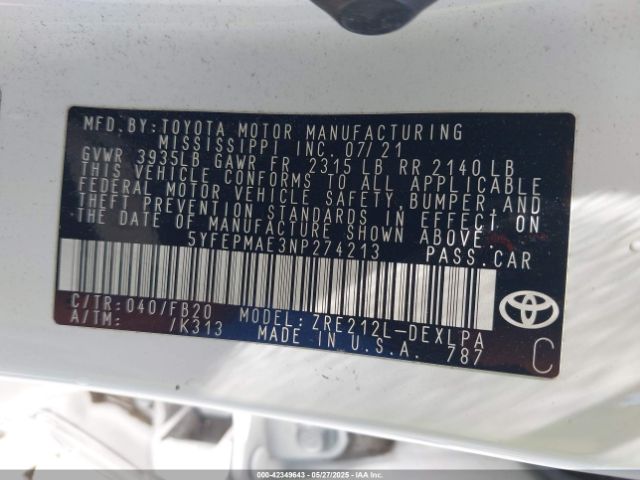 MFD.BY:TOYOTA MOTOR MANUFACTURING
MISSISSIPPI INC. 07/21
GVWR 3935LB GAWR FR 2315 LB RR 2140 LB
THIS VEHICLE CONFORMS TO ALL APPLICABLE
FEDERAL MOTOR VEHICLE SAFETY,BUMPER,AND
THEFT PREVENTION STANDARDS IN EFFECT ON
THE DATE OF MANUFACTURE SHOWN ABOVE.
5YFEPMAE3NP274213 PASS.CAR
C/TR:040/FB20 MODEL:ZRE212L-DEXLPA
A/TM: /K313 MADE IN U.S.A. 787
C
© 42349643 - 05/27/2025 - IAAI.COM